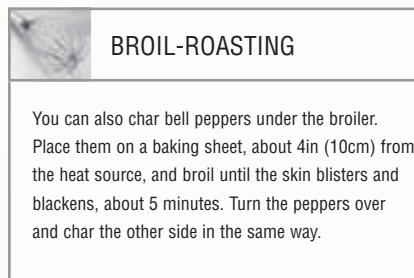 BROIL-ROASTING
You can also char bell peppers under the broiler.
Place them on a baking sheet, about 4in (10cm) from
the heat source, and broil until the skin blisters and
blackens, about 5 minutes. Turn the peppers over
and char the other side in the same way.